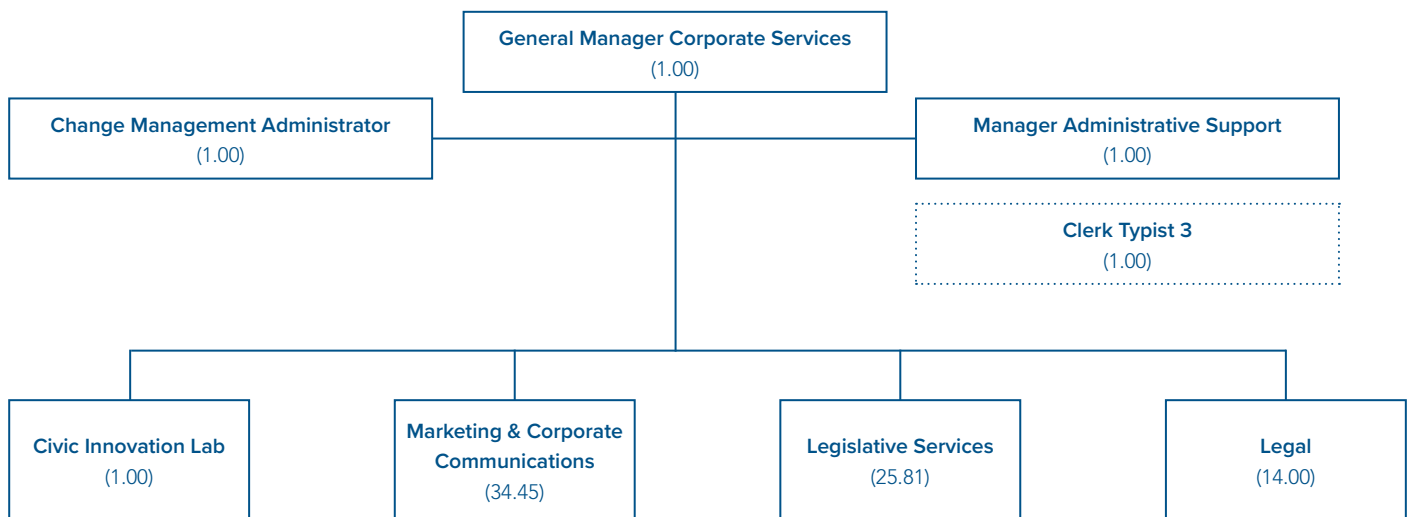 General Manager Corporate Services
(1.00)
Change Management Administrator
(1.00)
Manager Administrative Support
(1.00)
Clerk Typist 3
(1.00)
Civic Innovation Lab
(1.00)
Marketing & Corporate
Communications
(34.45)
Legislative Services
(25.81)
Legal
(14.00)